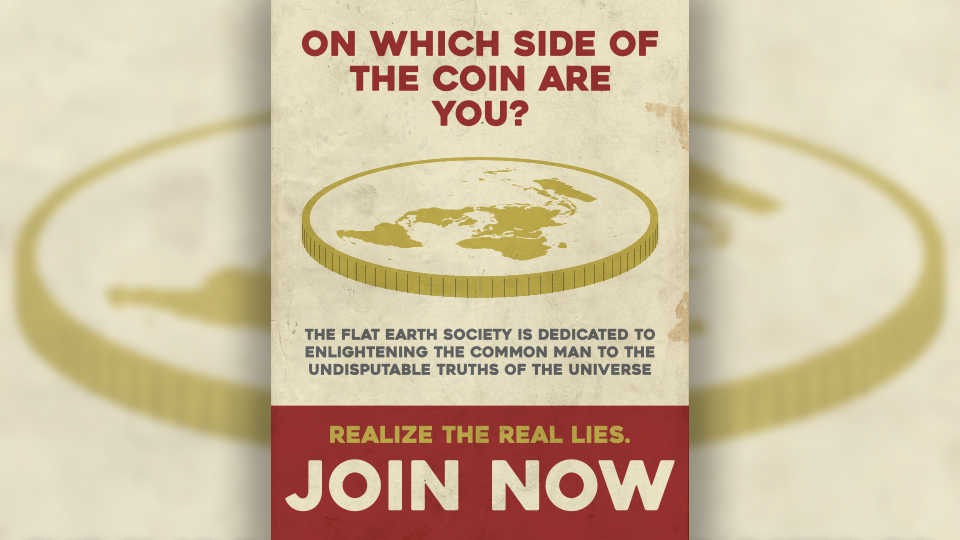 ON WHICH SIDE OF
THE COIN ARE
YOU?
THE FLAT EARTH SOCIETY IS DEDICATED TO
ENLIGHTENING THE COMMON MAN TO THE
UNDISPUTABLE TRUTHS OF THE UNIVERSE
REALIZE THE REAL LIES.
JOIN NOW